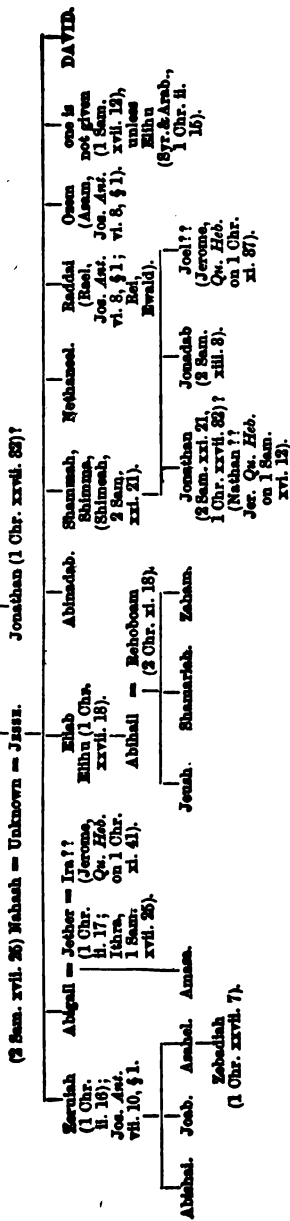 (2 Sam. xvii. 25) Nahash = Unknown = JESSE.
Jonathan (1 Chr. xxvii. 32)?
Zeruiah
(1 Chr.
ii. 16);
Jos. Ant.
vii. 10, § 1.
Abigail = Jether = Ira??
(1 Chr.
ii. 17;
Ithra,
1 Sam:
xvii. 25).
(Jerome,
Qu. Heb.
on 1 Chr.
xi. 41).
Eliab
Elihu (1 Chr.
xxvii. 18).
Abinadab.
Shammah,
Shimma,
(Shimeah,
2 Sam.
xxi. 21).
Nethaneel.
Raddai
(Rael,
Jos. Ant.
vi. 8, § 1;
Rei,
Ewald).
Ozem
(Asam,
Jos. Ant.
vi. 8, § 1).
one is
not given
(1 Sam.
xvii. 12),
unless
Elihu
(Syr. & Arab.,
1 Chr. ii.
15).
DAVID.
Abihail = Rehoboam
(2 Chr. xi. 18).
Abishai.
Joab.
Asahel.
Amasa.
Jeush.
Shamariah.
Zaham.
Jonathan
(2 Sam. xxi. 21,
1 Chr. xxvii. 32)?
(Nathan??
Jer. Qu. Heb.
on 1 Sam.
xvi. 12).
Jonadab
(2 Sam.
xiii. 3).
Joel??
(Jerome,
Qu. Heb.
on 1 Chr.
xi. 37)
Zebadiah
(1 Chr. xxvii. 7).